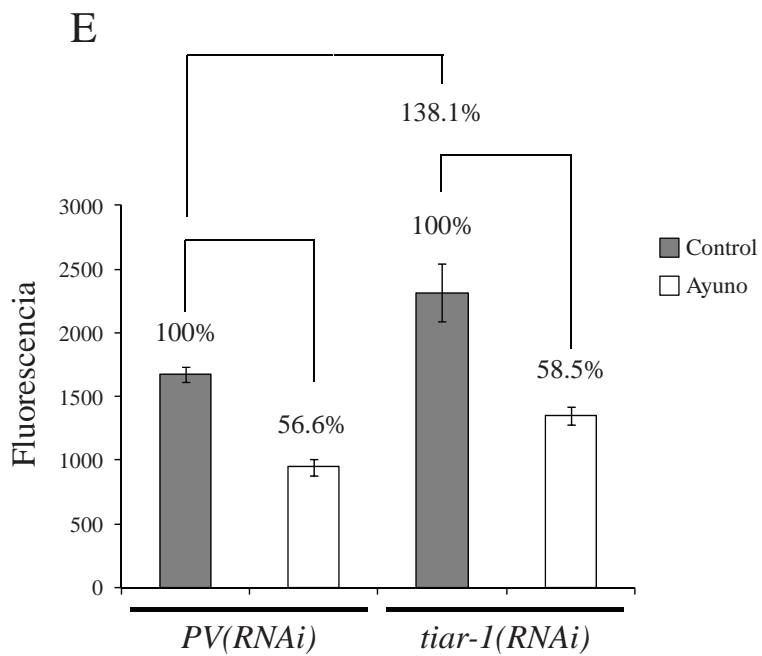 E
138.1%
100%
100%
58.5%
56.6%
Fluorescencia
3000
2500
2000
1500
1000
500
0
Control
Ayuno
PV(RNAi)
tiar-1(RNAi)